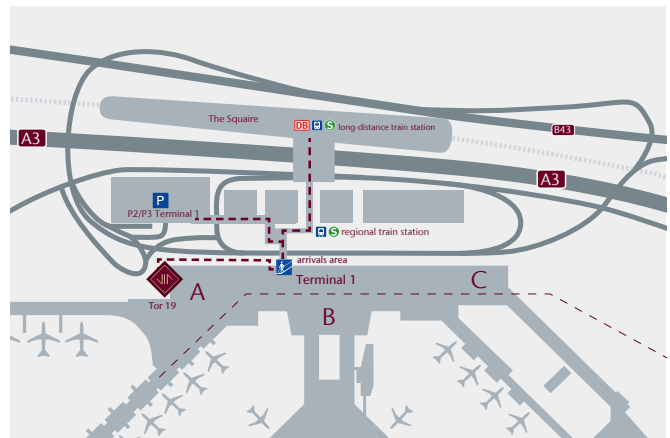 The Squaire
DB
S
long-distance train station
B43
A3
A3
P
P2/P3 Terminal 1
S
regional train station
arrivals area
Terminal 1
A
C
Tor 19
B